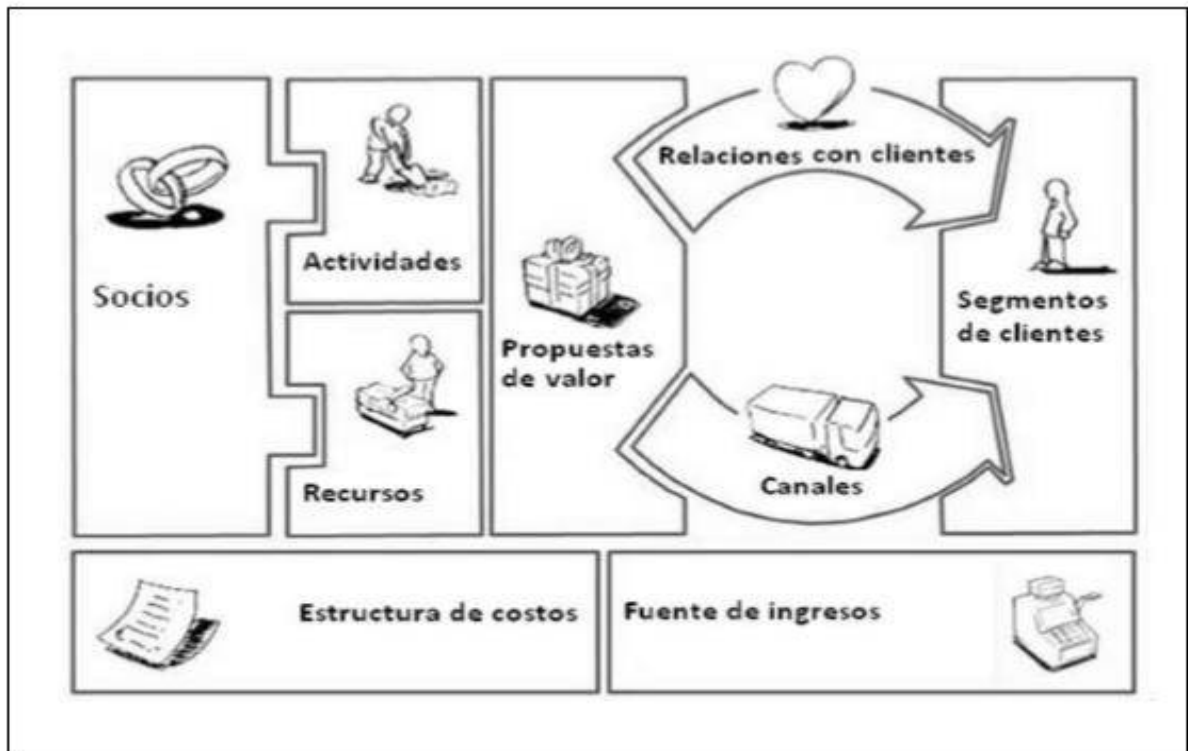 Socios
Actividades
Recursos
Propuestas
de valor
Relaciones con clientes
Canales
Segmentos
de clientes
Estructura de costos
Fuente de ingresos